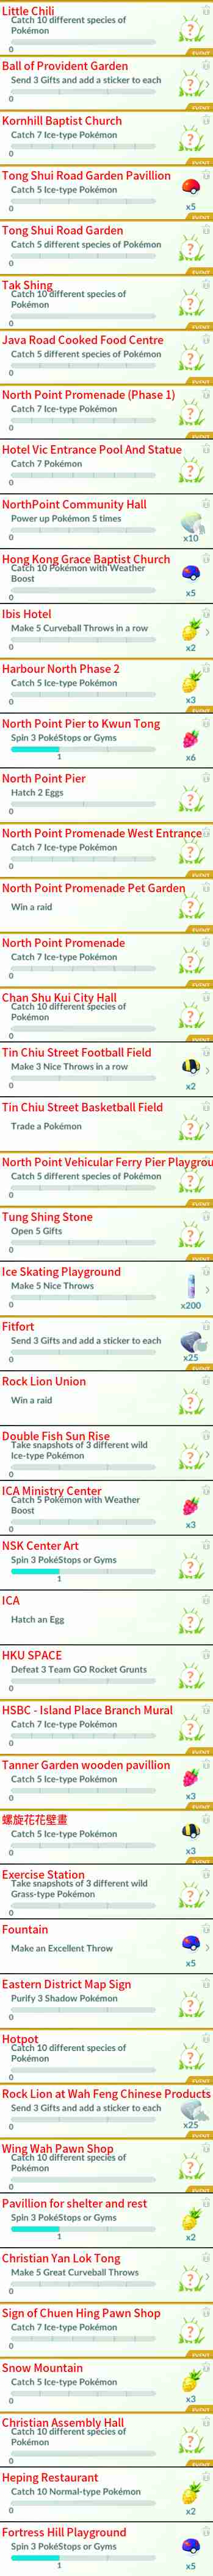 Little Chili
Catch 10 different species of
Pokémon
0
EVENT
Ball of Provident Garden
Send 3 Gifts and add a sticker to each
0
EVENT
Kornhill Baptist Church
Catch 7 Ice-type Pokémon
0
EVENT
Tong Shui Road Garden Pavillion
Catch 5 Ice-type Pokémon
0
x5
EVENT
Tong Shui Road Garden
Catch 5 different species of Pokémon
0
EVENT
Tak Shing
Catch 10 different species of
Pokémon
0
EVENT
Java Road Cooked Food Centre
Catch 5 different species of Pokémon
0
EVENT
North Point Promenade (Phase 1)
Catch 7 Ice-type Pokémon
0
EVENT
Hotel Vic Entrance Pool And Statue
Catch 7 Pokémon
0
NorthPoint Community Hall
Power up Pokémon 5 times
0
x10
Hong Kong Grace Baptist Church
Catch 10 Pokémon with Weather
Boost
0
x5
Ibis Hotel
Make 5 Curveball Throws in a row
0
x2
Harbour North Phase 2
Catch 5 Ice-type Pokémon
0
x3
EVENT
North Point Pier to Kwun Tong
Spin 3 PokéStops or Gyms
1
x6
North Point Pier
Hatch 2 Eggs
0
North Point Promenade West Entrance
Catch 7 Ice-type Pokémon
0
EVENT
North Point Promenade Pet Garden
Win a raid
North Point Promenade
Catch 7 Ice-type Pokémon
0
EVENT
Chan Shu Kui City Hall
Catch 10 different species of
Pokémon
0
EVENT
Tin Chiu Street Football Field
Make 3 Nice Throws in a row
0
x2
Tin Chiu Street Basketball Field
Trade a Pokémon
North Point Vehicular Ferry Pier Playgrou
Catch 5 different species of Pokémon
0
EVENT
Tung Shing Stone
Open 5 Gifts
0
Ice Skating Playground
Make 5 Nice Throws
0
x200
Fitfort
Send 3 Gifts and add a sticker to each
0
x25
EVENT
Rock Lion Union
Win a raid
Double Fish Sun Rise
Take snapshots of 3 different wild
Ice-type Pokémon
0
ICA Ministry Center
Catch 5 Pokémon with Weather
Boost
0
x3
NSK Center Art
Spin 3 PokéStops or Gyms
1
ICA
Hatch an Egg
HKU SPACE
Defeat 3 Team GO Rocket Grunts
0
HSBC - Island Place Branch Mural
Catch 7 Ice-type Pokémon
0
EVENT
Tanner Garden wooden pavillion
Catch 5 Ice-type Pokémon
0
x3
EVENT
螺旋花花壁畫
Catch 5 Ice-type Pokémon
0
x3
EVENT
Exercise Station
Take snapshots of 3 different wild
Grass-type Pokémon
0
Fountain
Make an Excellent Throw
x5
Eastern District Map Sign
Purify 3 Shadow Pokémon
0
Hotpot
Catch 10 different species of
Pokémon
0
EVENT
Rock Lion at Wah Feng Chinese Products
Send 3 Gifts and add a sticker to each
0
x25
EVENT
Wing Wah Pawn Shop
Catch 10 different species of
Pokémon
0
EVENT
Pavillion for shelter and rest
Spin 3 PokéStops or Gyms
1
x2
Christian Yan Lok Tong
Make 5 Great Curveball Throws
0
Sign of Chuen Hing Pawn Shop
Catch 7 Ice-type Pokémon
0
EVENT
Snow Mountain
Catch 5 Ice-type Pokémon
0
x3
EVENT
Christian Assembly Hall
Catch 10 different species of
Pokémon
0
EVENT
Heping Restaurant
Catch 10 Normal-type Pokémon
0
x2
Fortress Hill Playground
Spin 3 PokéStops or Gyms
1
x5